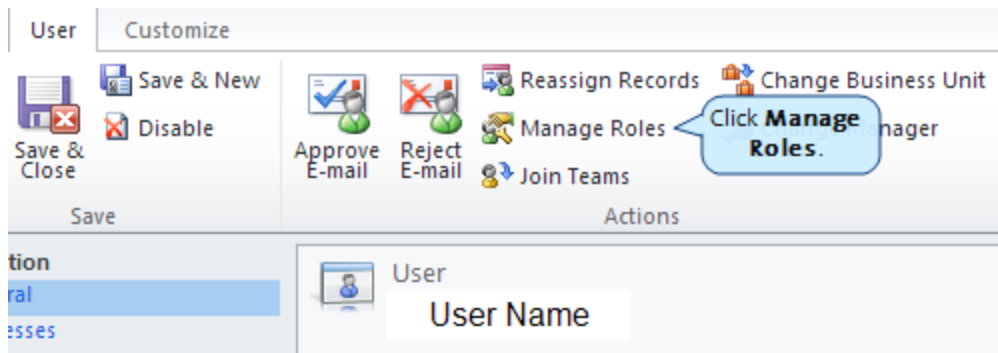 User Customize
Save & New
Disable
Save &
Close
Save
Approve
E-mail
Reject
E-mail
Reassign Records
Manage Roles
Join Teams
Change Business Unit
Click Manage
Roles.
nager
Actions
tion
ral
esses
User
User Name